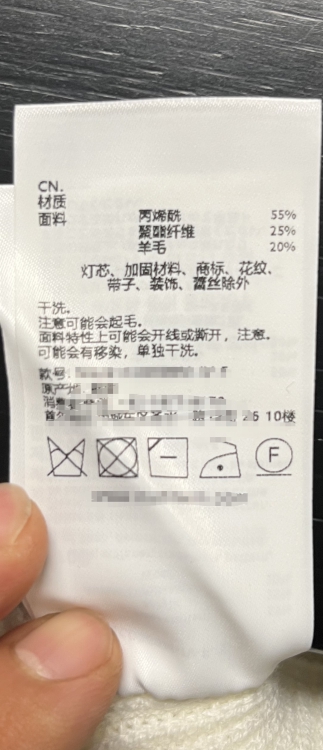 CN.
材质
面料 丙烯酰 55%
聚酯纤维 25%
羊毛 20%
灯芯、加固材料、商标、花纹、
带子、装饰、蕾丝除外
干洗。
注意可能会起毛。
面料特性上可能会开线或撕开，注意。
可能会有移染，单独干洗。
款号:
原产地
25 10楼
F